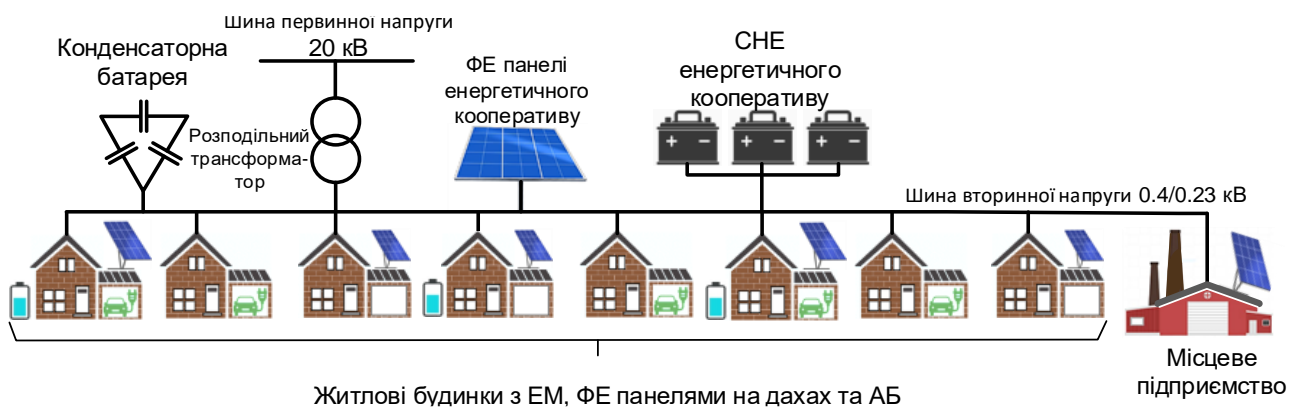 Шина первинної напруги
20 кВ
Конденсаторна
батарея
Розподільний
трансформа-
тор
ФЕ панелі
енергетичного
кооперативу
СНЕ
енергетичного
кооперативу
Шина вторинної напруги 0.4/0.23 кВ
Місцеве
підприємство
Житлові будинки з ЕМ, ФЕ панелями на дахах та АБ